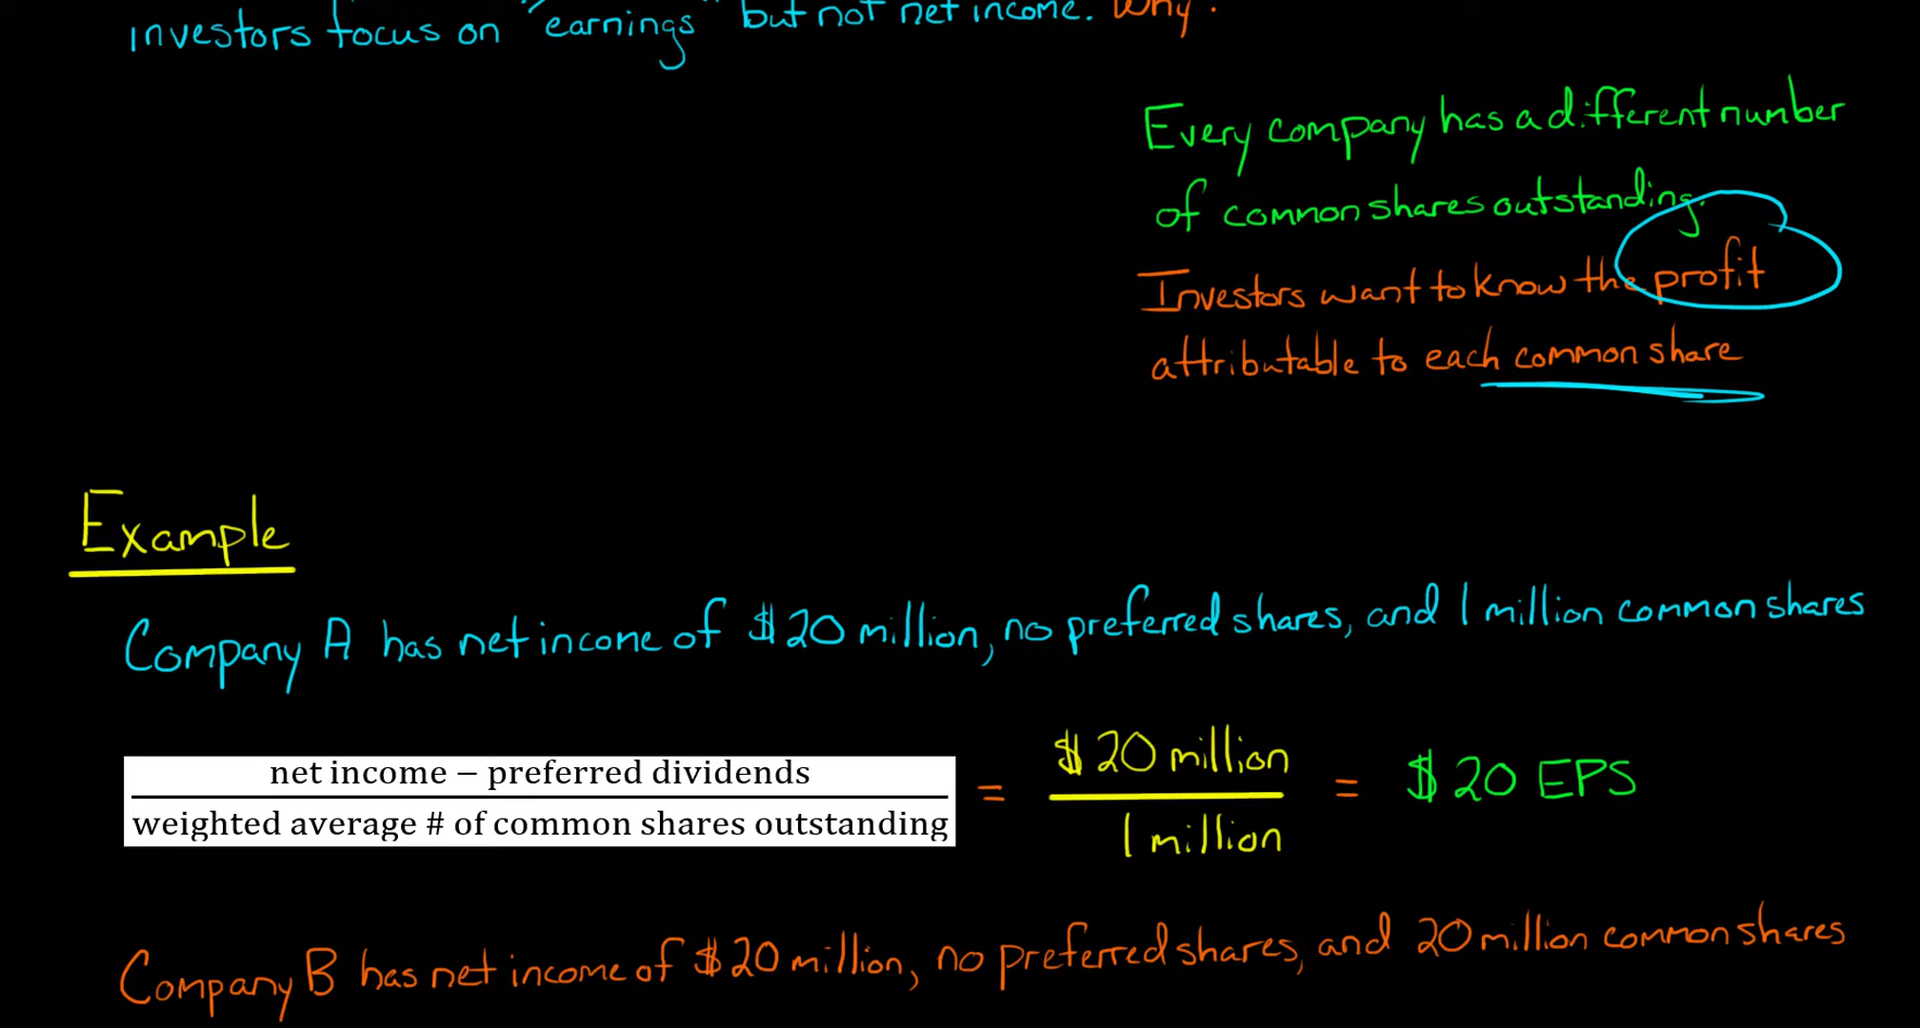 investors focus on "earnings" but not net income. Why?
Every company has a different number
of common shares outstanding.
Investors want to know the profit
attributable to each common share
Example
Company A has net income of $20 million, no preferred shares, and 1 million common shares
net income – preferred dividends
weighted average # of common shares outstanding
=
$20 million
1 million
= $20 EPS
Company B has net income of $20 million, no preferred shares, and 20 million common shares